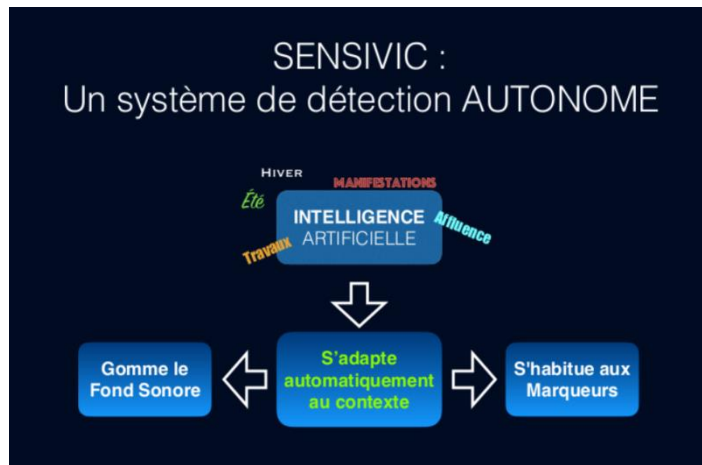 SENSIVIC :
Un système de détection AUTONOME
HIVER
MANIFESTATIONS
Été
INTELLIGENCE
ARTIFICIELLE
Affluence
Travaux
S'adapte
automatiquement
au contexte
Gomme le
Fond Sonore
S'habitue aux
Marqueurs